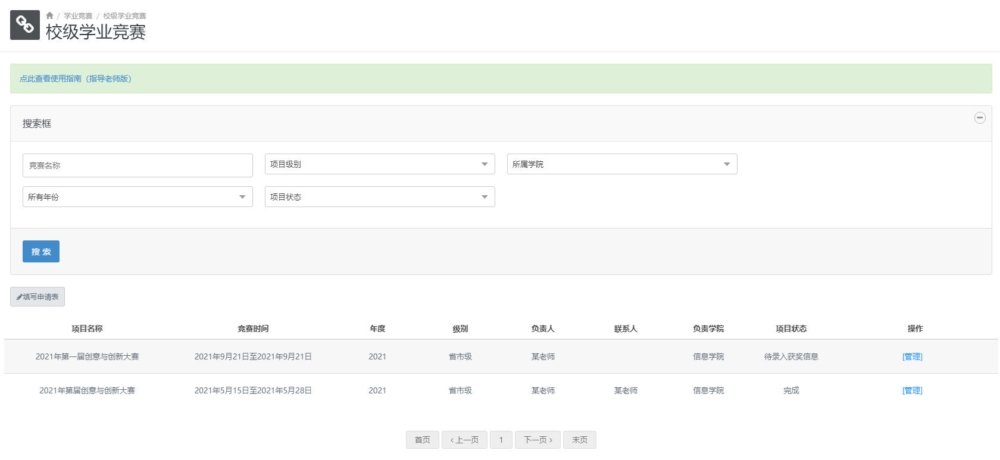 / 学业竞赛 / 校级学业竞赛
校级学业竞赛
点此查看使用指南（指导老师版）
搜索框
竞赛名称 项目级别 所属学院
所有年份 项目状态
搜 索
填写申请表
项目名称 竞赛时间 年度 级别 负责人 联系人 负责学院 项目状态 操作
2021年第一届创意与创新大赛 2021年9月21日至2021年9月21日 2021 省市级 某老师 信息学院 待录入获奖信息 [管理]
2021年第届创意与创新大赛 2021年5月15日至2021年5月28日 2021 省市级 某老师 某老师 信息学院 完成 [管理]
首页 ‹ 上一页 1 下一页 › 末页